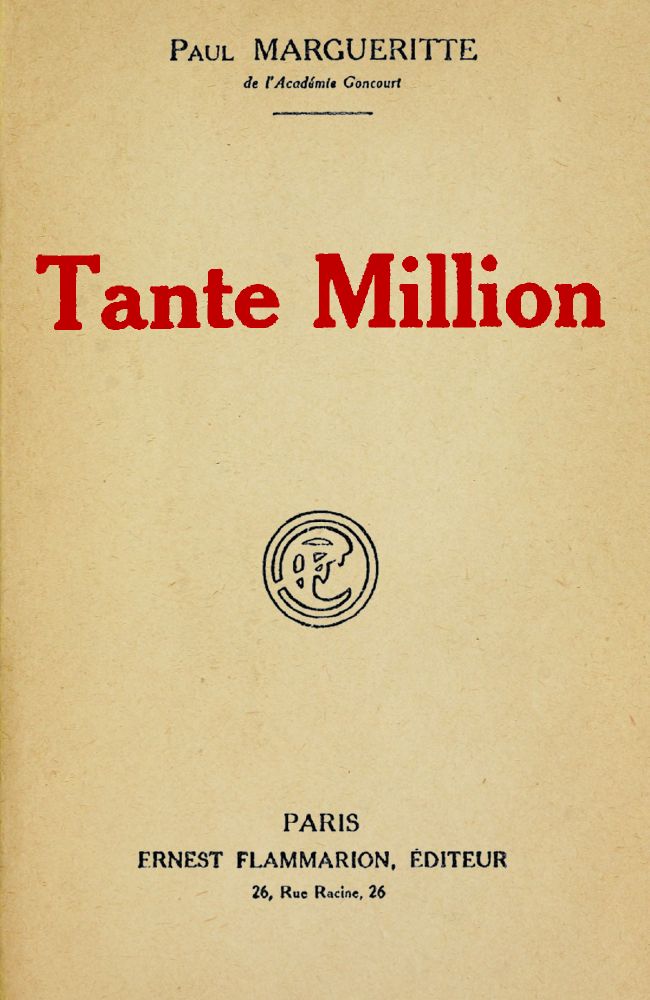 Paul MARGUERITTE
de l'Académie Goncourt
Tante Million
PARIS
ERNEST FLAMMARION, ÉDITEUR
26, Rue Racine, 26